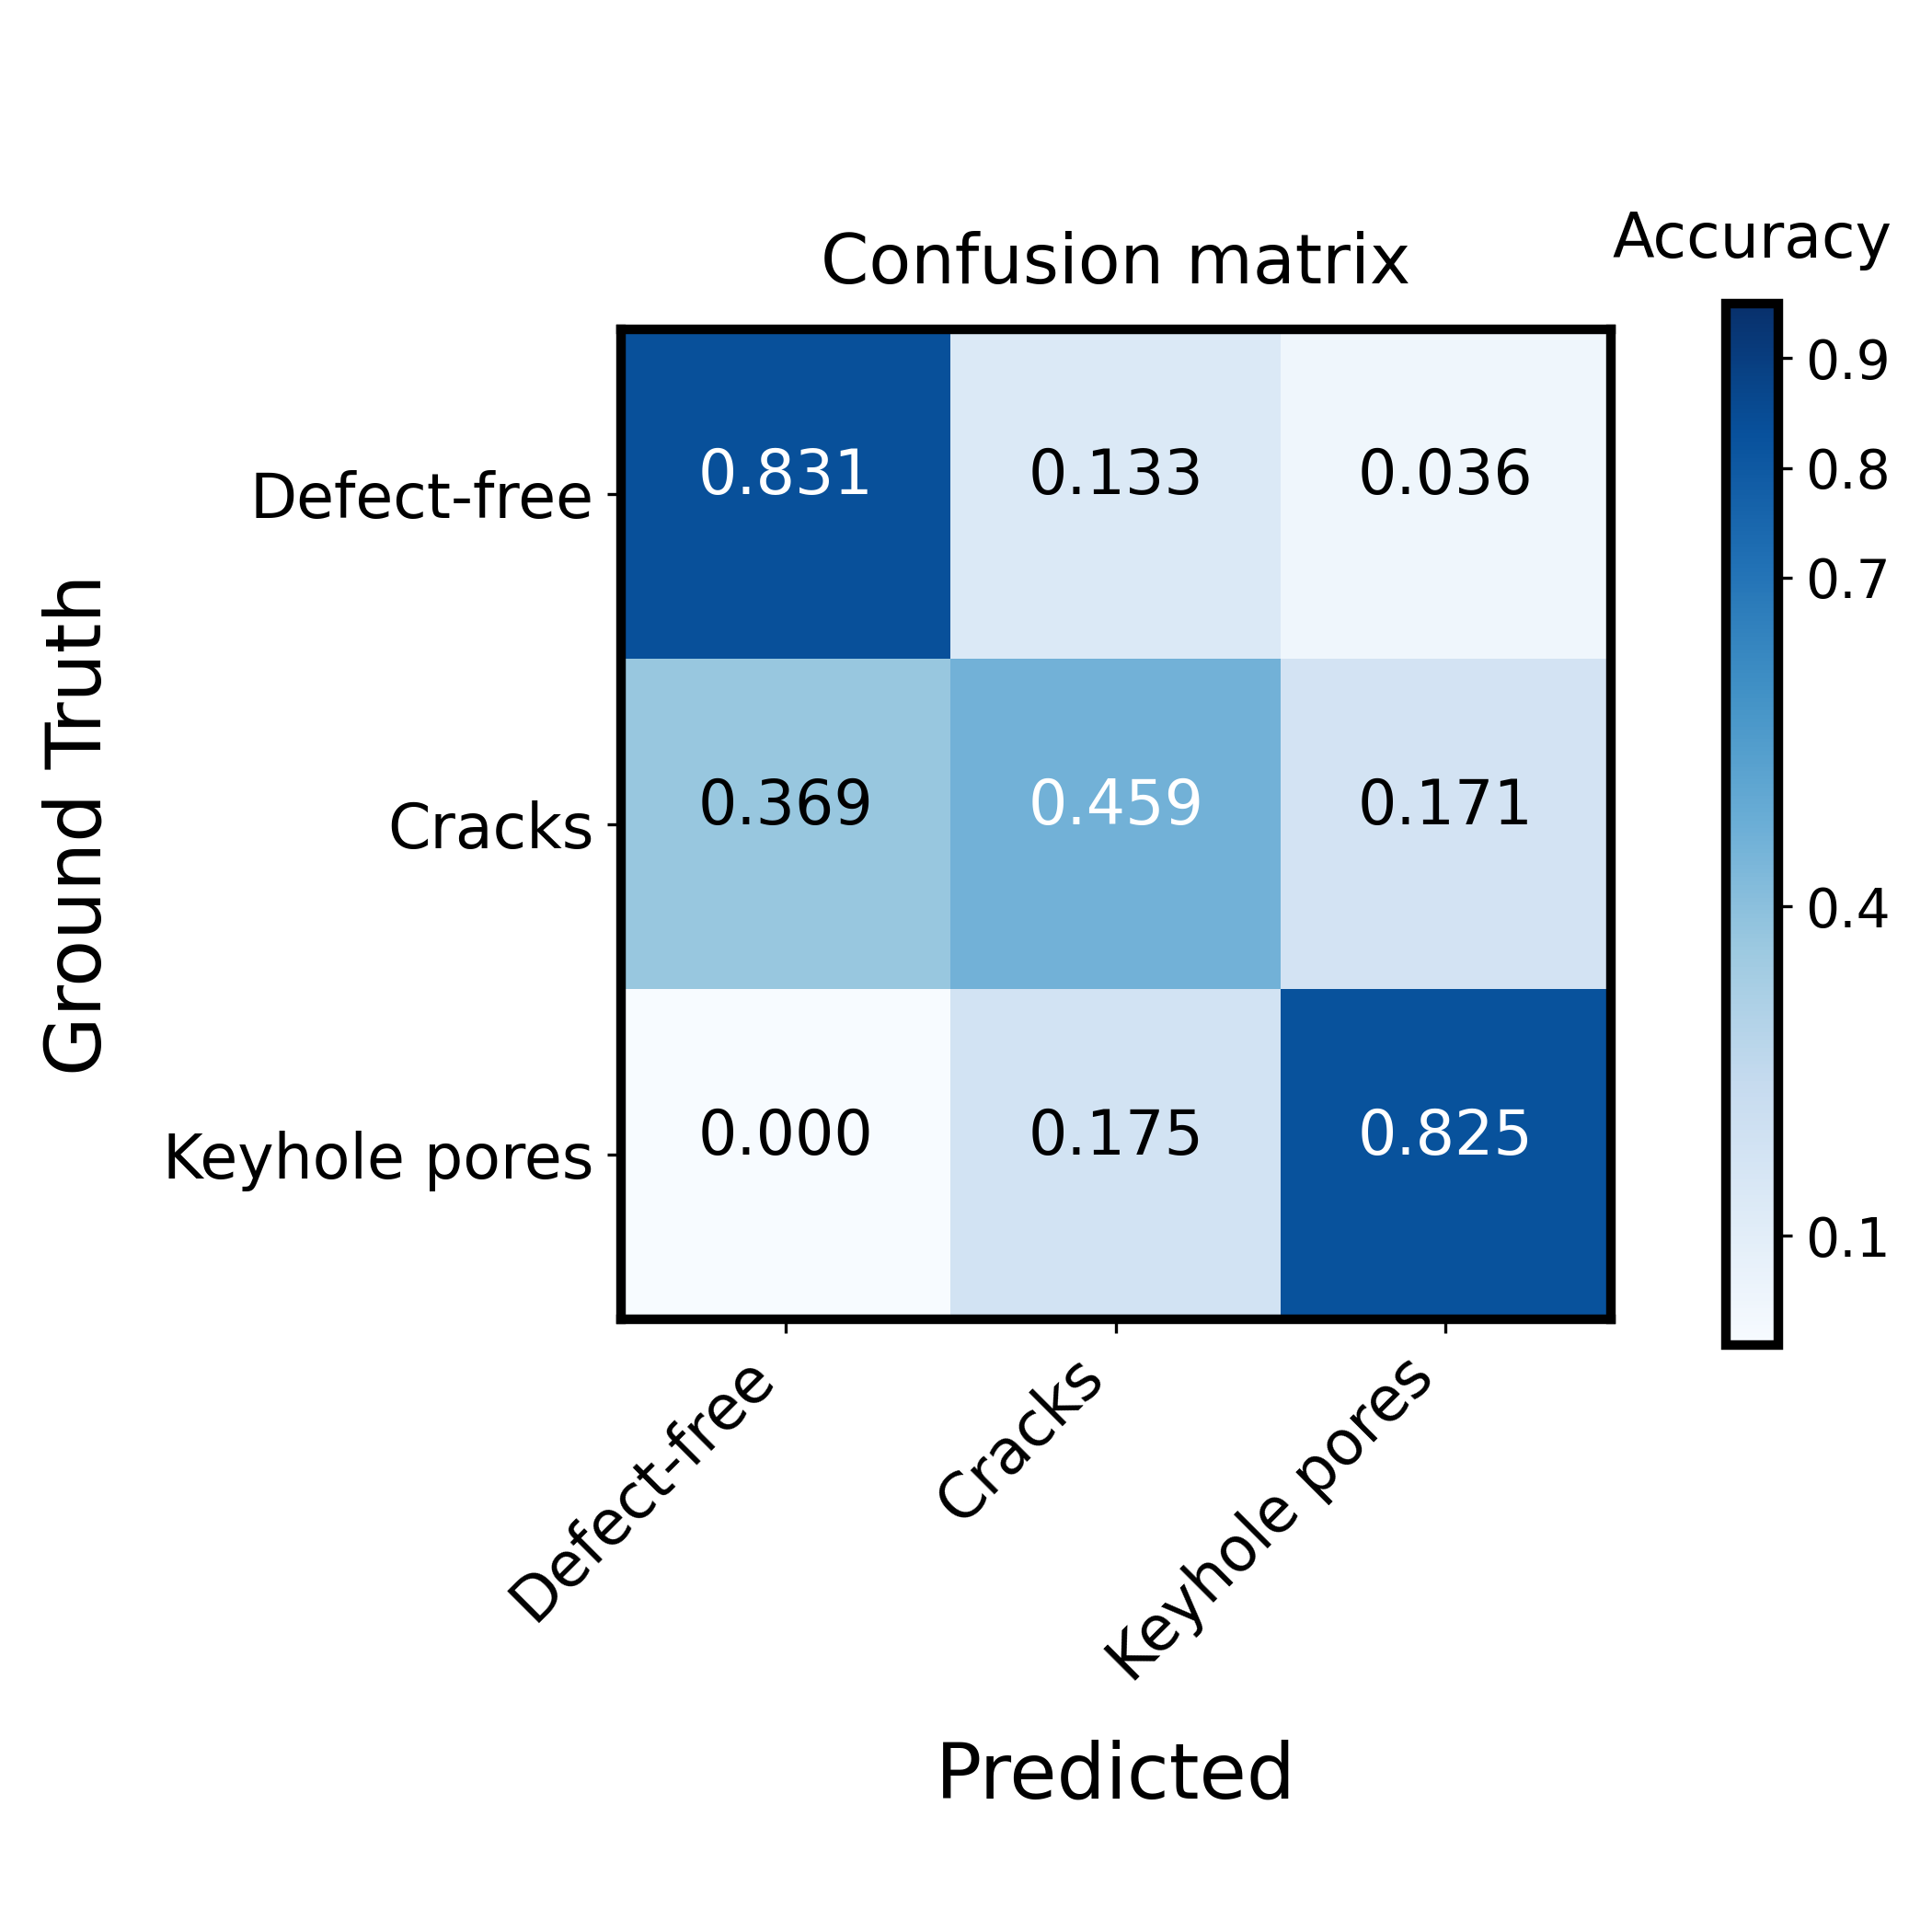 Confusion matrix
Accuracy
Ground Truth
Defect-free
0.831 0.133 0.036
Cracks
0.369 0.459 0.171
Keyhole pores
0.000 0.175 0.825
Defect-free
Cracks
Keyhole pores
Predicted
0.9
0.8
0.7
0.4
0.1